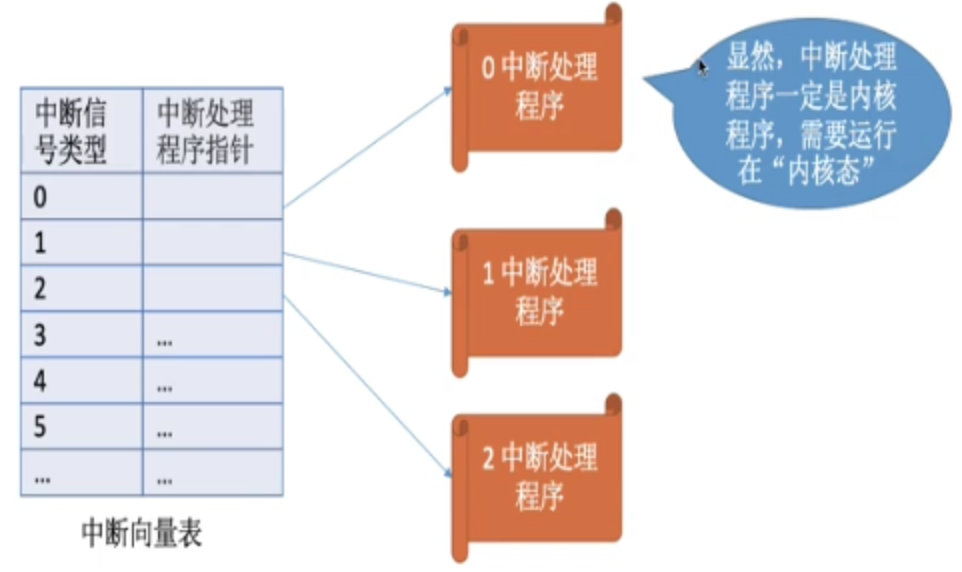 中断信
号类型
中断处理
程序指针
0
1
2
3
...
4
...
5
...
...
...
中断向量表
0 中断处理
程序
1 中断处理
程序
2 中断处理
程序
显然，中断处理
程序一定是内核
程序，需要运行
在“内核态”